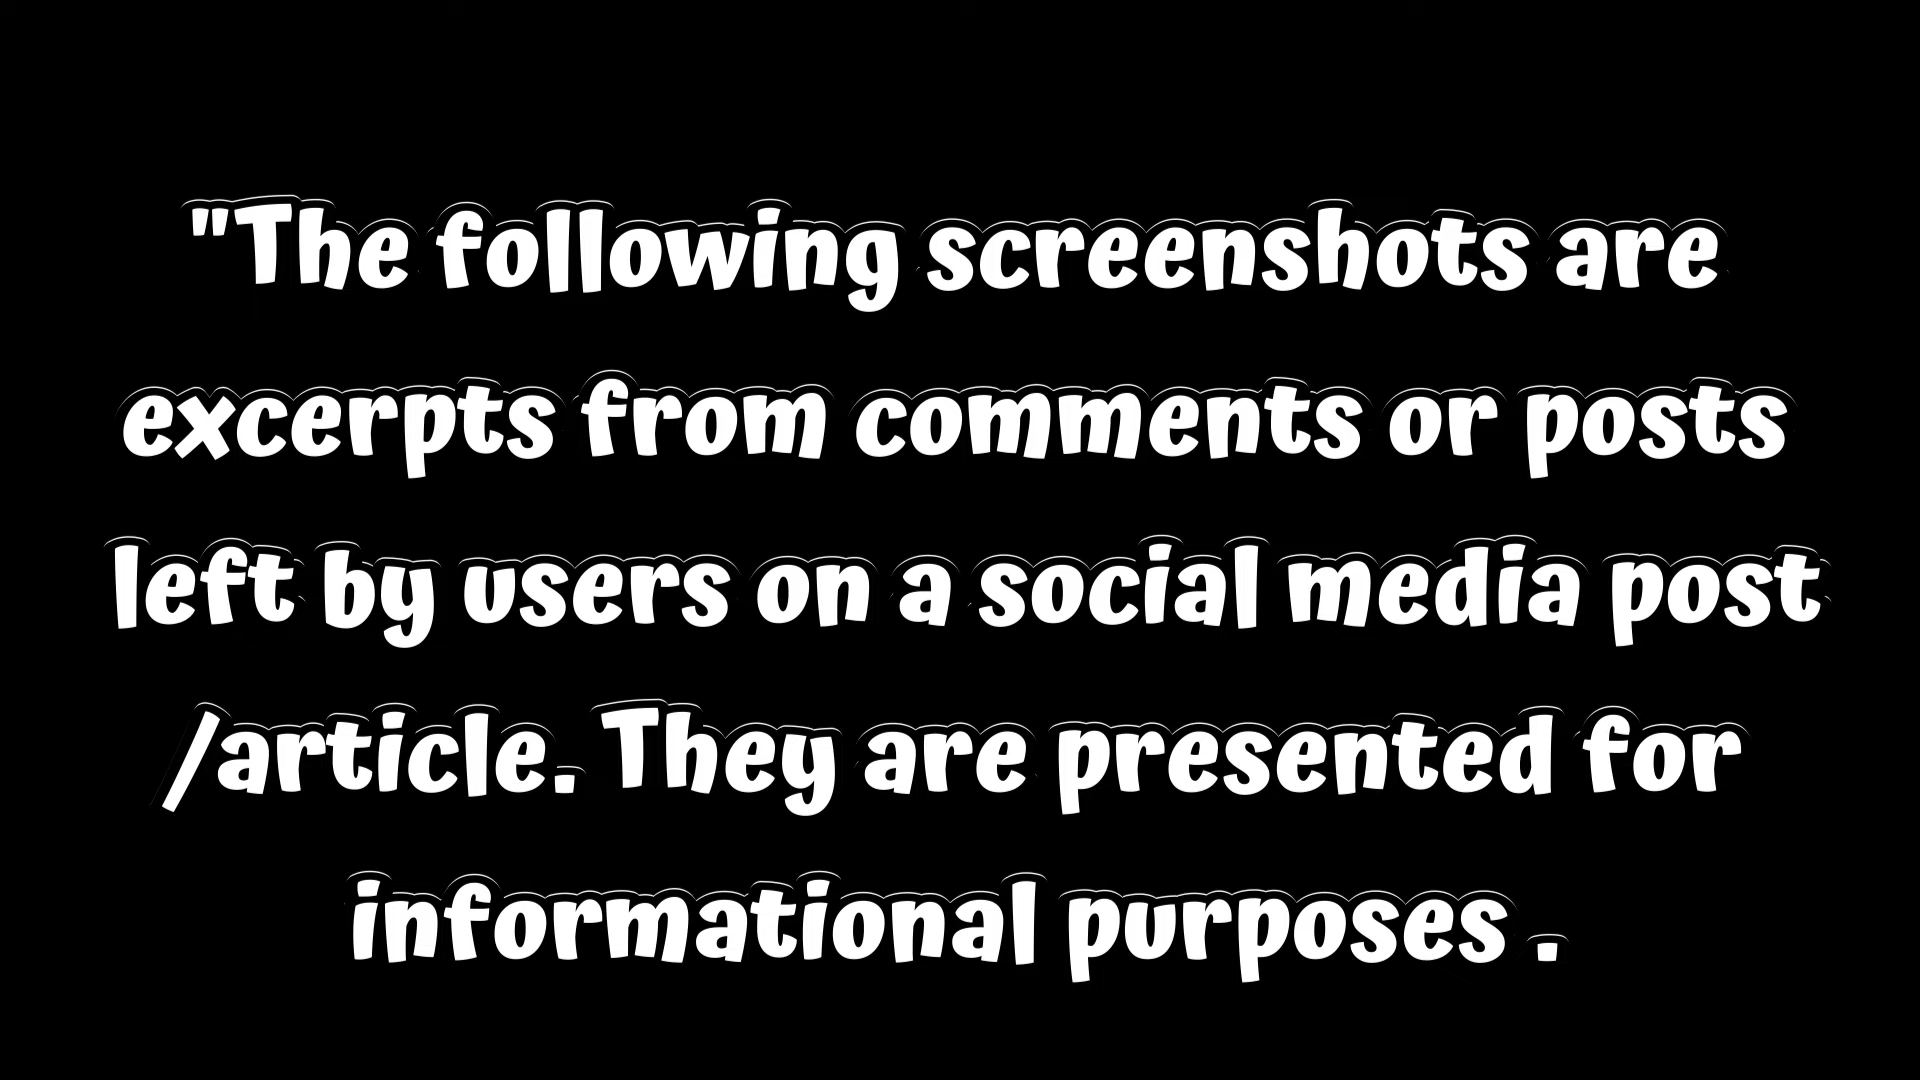 "The following screenshots are
excerpts from comments or posts
left by users on a social media post
/article. They are presented for
informational purposes .